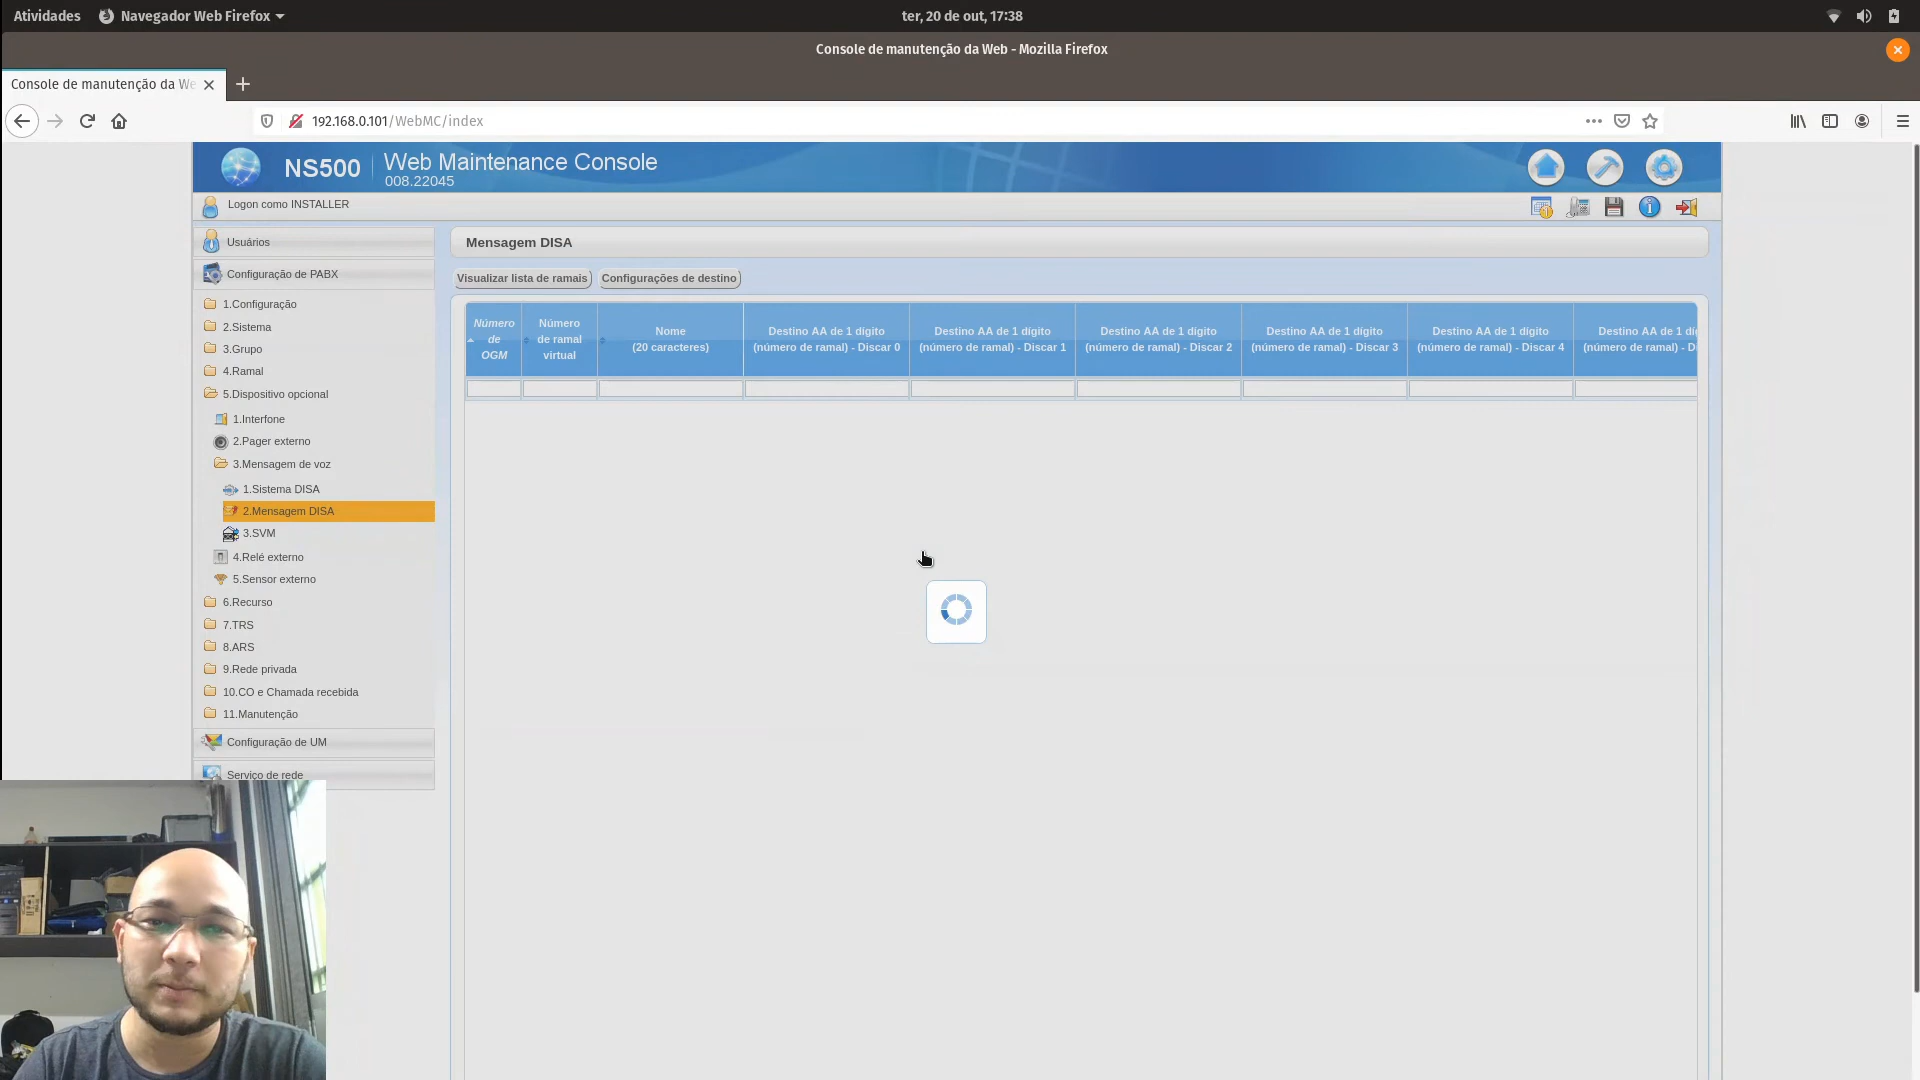 Atividades
Navegador Web Firefox
ter, 20 de out, 17:38
Console de manutenção da Web - Mozilla Firefox
Console de manutenção da We
192.168.0.101/WebMC/index
NS500
Web Maintenance Console
008.22045
Logon como INSTALLER
Usuários
Configuração de PABX
1.Configuração
2.Sistema
3.Grupo
4.Ramal
5.Dispositivo opcional
1.Interfone
2.Pager externo
3.Mensagem de voz
1.Sistema DISA
2.Mensagem DISA
3.SVM
4.Relé externo
5.Sensor externo
6.Recurso
7.TRS
8.ARS
9.Rede privada
10.CO e Chamada recebida
11.Manutenção
Configuração de UM
Serviço de rede
Mensagem DISA
Visualizar lista de ramais
Configurações de destino
Número
de
OGM
Número
de ramal
virtual
Nome
(20 caracteres)
Destino AA de 1 dígito
(número de ramal) - Discar 0
Destino AA de 1 dígito
(número de ramal) - Discar 1
Destino AA de 1 dígito
(número de ramal) - Discar 2
Destino AA de 1 dígito
(número de ramal) - Discar 3
Destino AA de 1 dígito
(número de ramal) - Discar 4
Destino AA de 1 díg
(número de ramal) - D